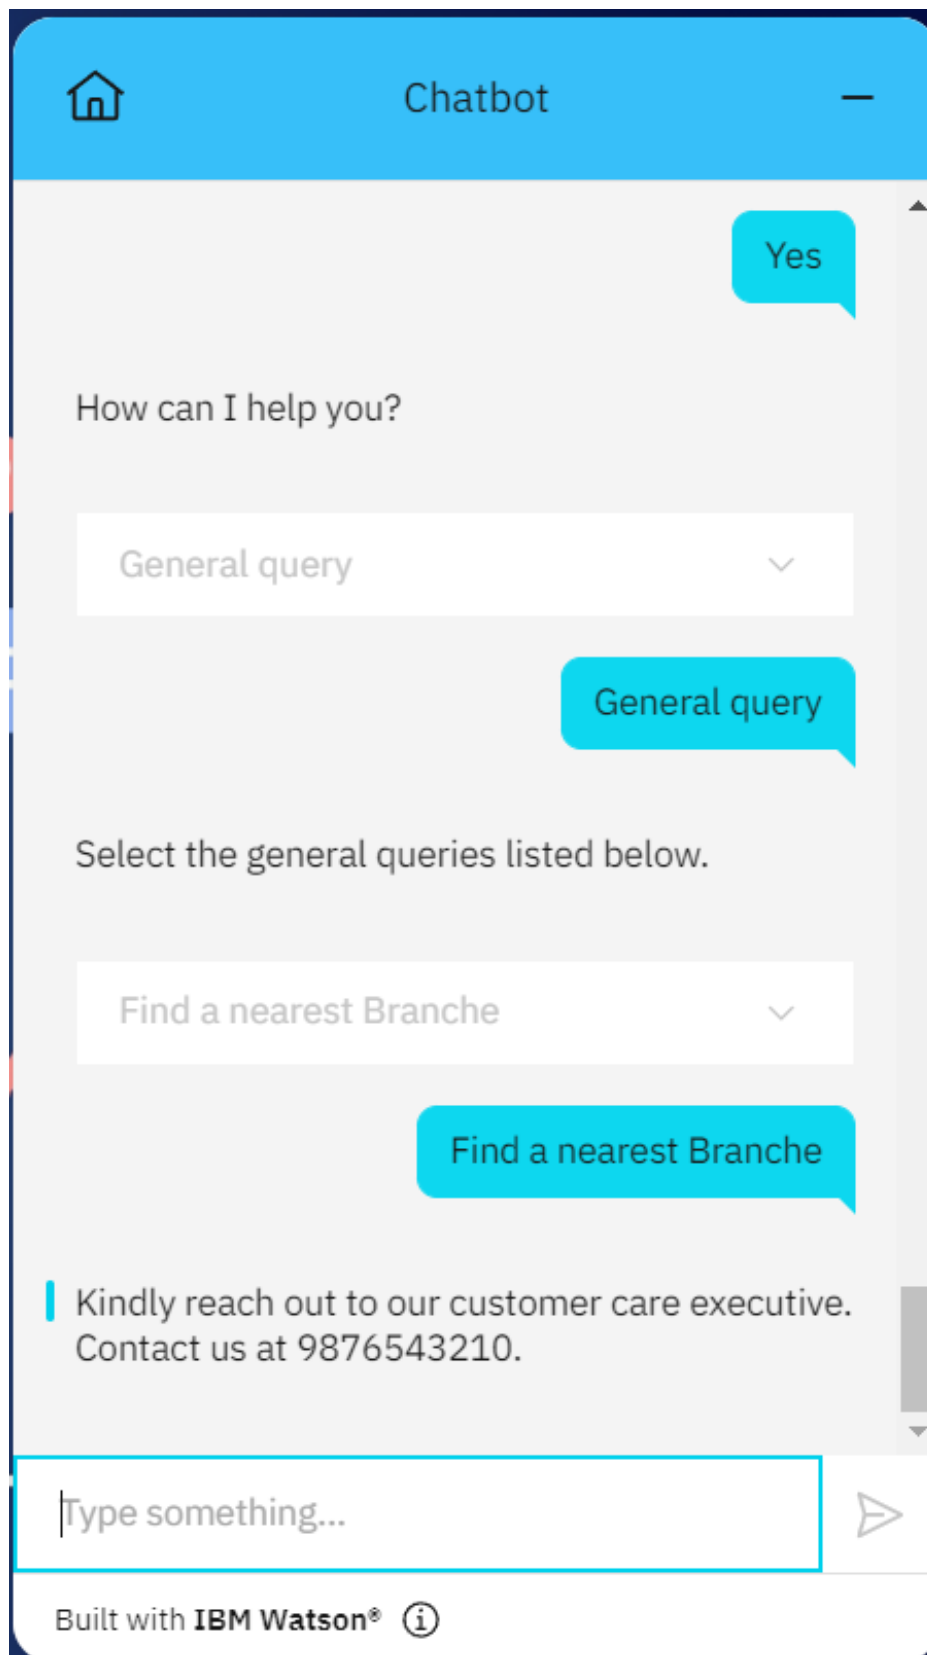 Chatbot
Yes
How can I help you?
General query
General query
Select the general queries listed below.
Find a nearest Branche
Find a nearest Branche
Kindly reach out to our customer care executive.
Contact us at 9876543210.
Type something...
Built with IBM Watson®